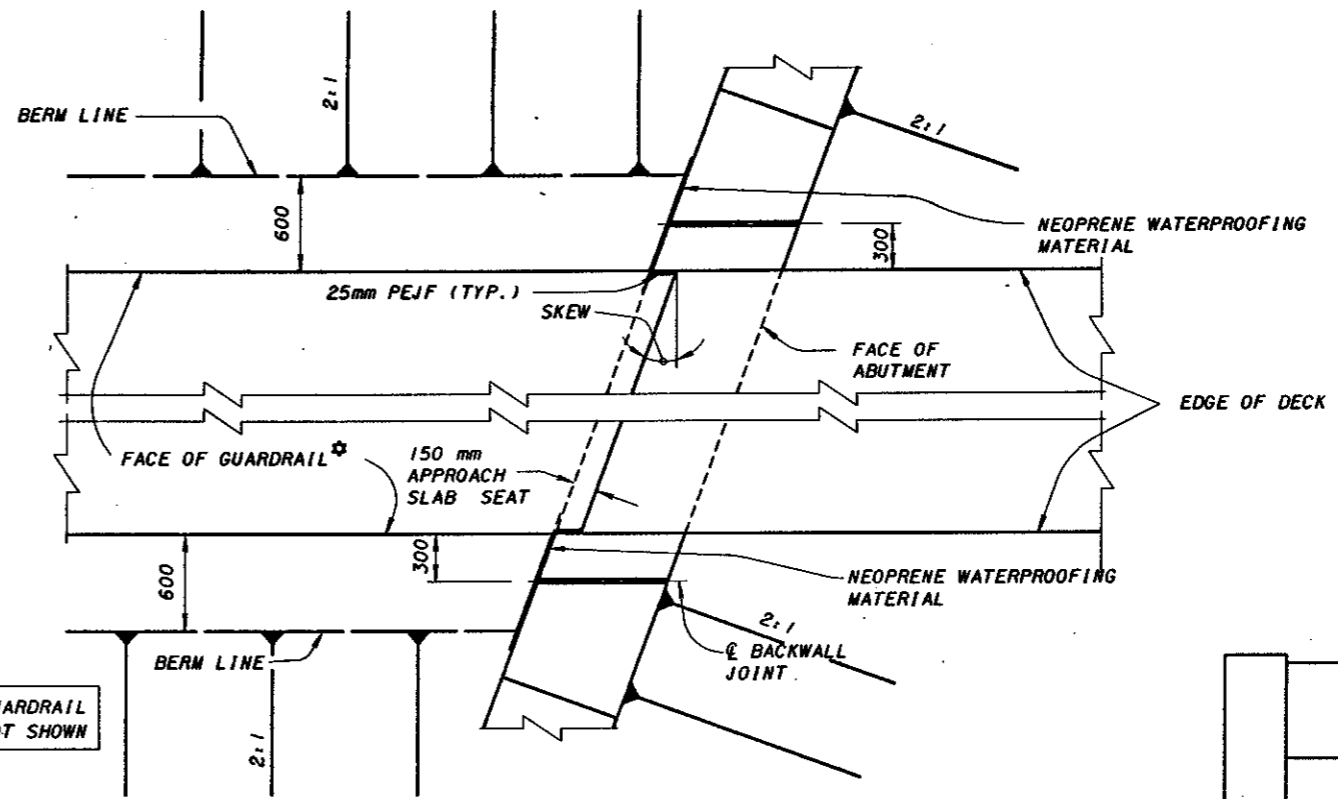 2:1
BERM LINE
2:1
600
NEOPRENE WATERPROOFING
MATERIAL
300
25mm PEJF (TYP.)
SKEW
FACE OF
ABUTMENT
EDGE OF DECK
FACE OF GUARDRAIL
150 mm
APPROACH
SLAB SEAT
300
600
NEOPRENE WATERPROOFING
MATERIAL
2:1
BERM LINE
℄ BACKWALL
JOINT
ARDRAIL
T SHOWN
2:1